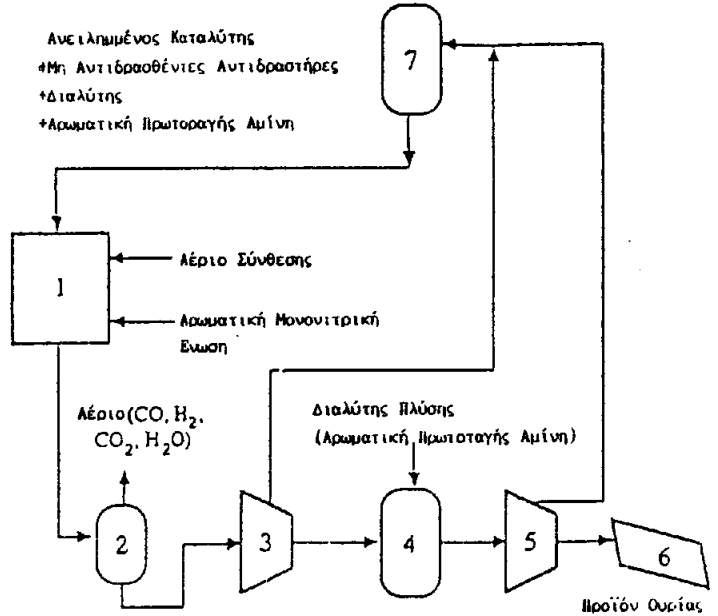 Ανειλημμένος Καταλύτης
+Μη Αντιδρασθέντες Αντιδραστήρες
+Διαλύτης
+Αρωματική Πρωτοραγής Αμίνη
7
1
Αέριο Σύνθεσης
Αρωματική Μονονιτρική
Ενωση
Αέριο(CO, H₂,
CO₂, H₂O)
Διαλύτης Πλύσης
(Αρωματική Πρωτοταγής Αμίνη)
2
3
4
5
6
Προϊόν Ουρίας